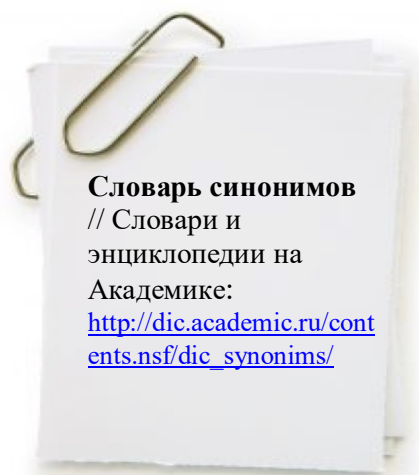 Словарь синонимов
// Словари и
энциклопедии на
Академике:
http://dic.academic.ru/cont
ents.nsf/dic_synonims/